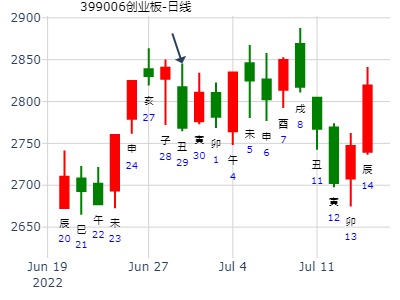 399006创业板-日线
2900
2850
2800
2750
2700
2650
辰
20
巳
21
午
22
未
23
申
24
亥
27
子
28
丑
29
寅
30
卯
1
午
4
未
5
申
6
酉
7
戌
8
丑
11
寅
12
卯
13
辰
14
Jun 19
2022
Jun 27
Jul 4
Jul 11